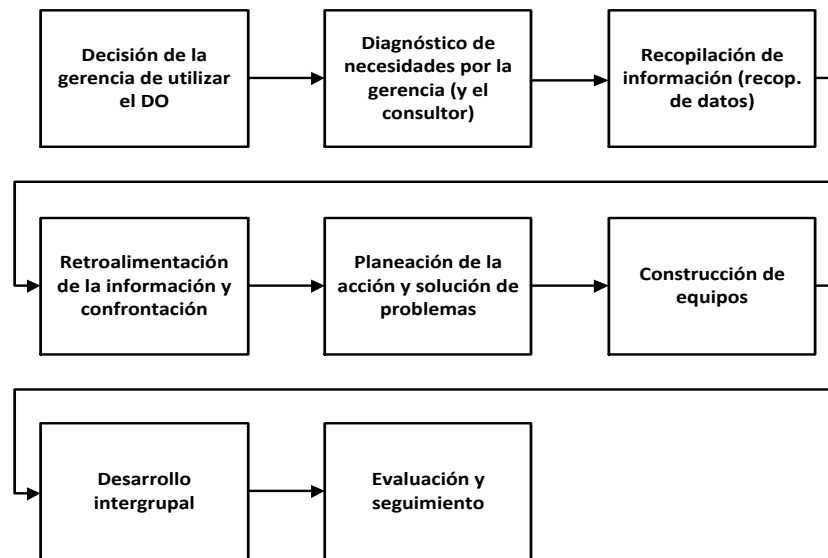 Decisión de la
gerencia de utilizar
el DO
Diagnóstico de
necesidades por la
gerencia (y el
consultor)
Recopilación de
información (recop.
de datos)
Retroalimentación
de la información y
confrontación
Planeación de la
acción y solución de
problemas
Construcción de
equipos
Desarrollo
intergrupal
Evaluación y
seguimiento